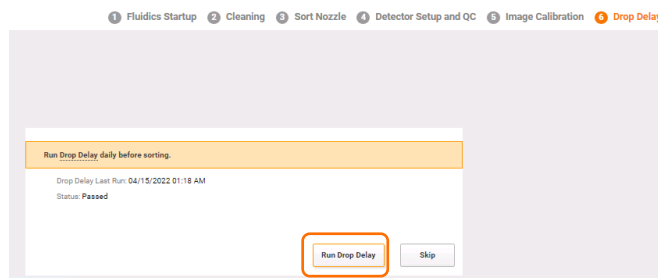 1 Fluidics Startup 2 Cleaning 3 Sort Nozzle 4 Detector Setup and QC 5 Image Calibration 6 Drop Delay
Run Drop Delay daily before sorting.
Drop Delay Last Run: 04/15/2022 01:18 AM
Status: Passed
Run Drop Delay Skip